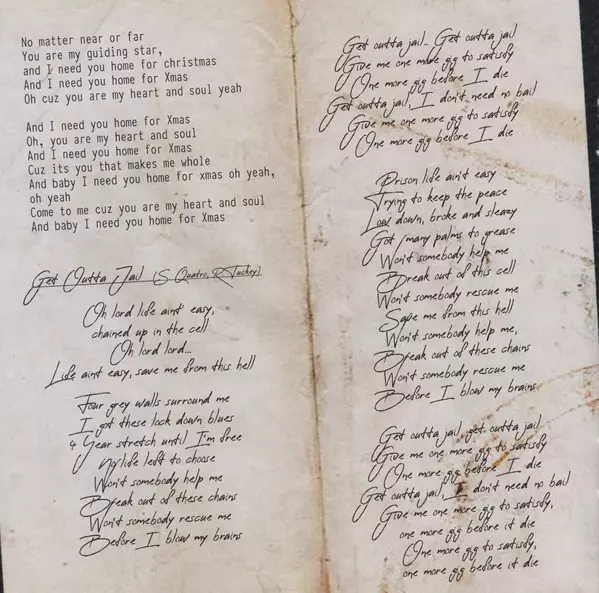 No matter near or far
You are my guiding star,
and I need you home for christmas
And I need you home for Xmas
Oh cuz you are my heart and soul yeah
And I need you home for Xmas
Oh, you are my heart and soul
And I need you home for Xmas
Cuz its you that makes me whole
And baby I need you home for xmas oh yeah,
oh yeah
Come to me cuz you are my heart and soul
And baby I need you home for Xmas
Get Outta Jail (S Quatro, R Tuckey)
Oh lord life aint' easy,
chained up in the cell
Oh lord lord...
Life aint easy, save me from this hell
Four grey walls surround me
I got these lock down blues
4 Year stretch until I'm free
No life left to choose
Won't somebody help me
Break out of these chains
Won't somebody rescue me
Before I blow my brains
Get outta jail... Get outta jail
Give me one more gg to satisfy
One more gg before I die
Get outta jail, I don't need no bail
Give me one more gg to satisfy
One more gg before I die
Prison life ain't easy
Trying to keep the peace
Low down, broke and sleazy
Got many palms to grease
Won't somebody help me
Break out of this cell
Won't somebody rescue me
Save me from this hell
Won't somebody help me,
Break out of these chains
Won't somebody rescue me
Before I blow my brains
Get outta jail, get outta jail
Give me one more gg to satisfy
One more gg before I die
Get outta jail, I don't need no bail
Give me one more gg to satisfy,
one more gg before it die
One more gg to satisfy,
one more gg before it die